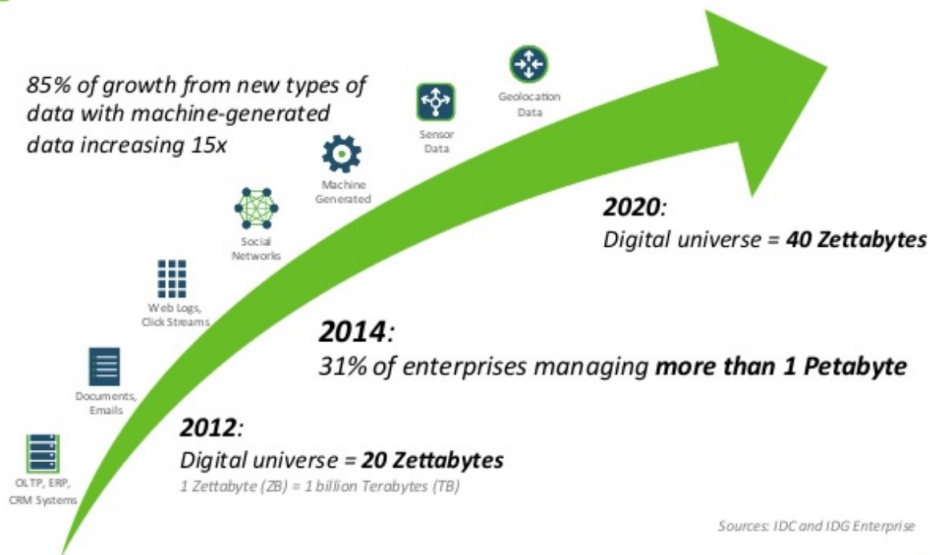 85% of growth from new types of
data with machine-generated
data increasing 15x
Geolocation
Data
Sensor
Data
Machine
Generated
Social
Networks
Web Logs,
Click Streams
Documents,
Emails
OLTP, ERP,
CRM Systems
2020:
Digital universe = 40 Zettabytes
2014:
31% of enterprises managing more than 1 Petabyte
2012:
Digital universe = 20 Zettabytes
1 Zettabyte (ZB) = 1 billion Terabytes (TB)
Sources: IDC and IDG Enterprise